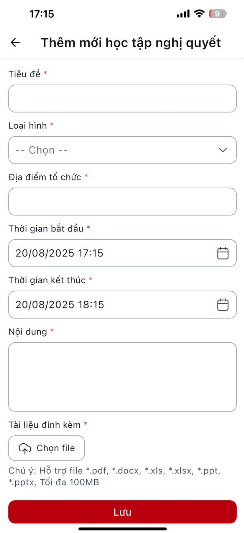 17:15
9
Thêm mới học tập nghị quyết
Tiêu đề *
Loại hình *
-- Chọn --
Địa điểm tổ chức *
Thời gian bắt đầu *
20/08/2025 17:15
Thời gian kết thúc *
20/08/2025 18:15
Nội dung *
Tài liệu đính kèm *
Chọn file
Chú ý: Hỗ trợ file *.pdf, *.docx, *.xls, *.xlsx, *.ppt,
*.pptx, Tối đa 100MB
Lưu